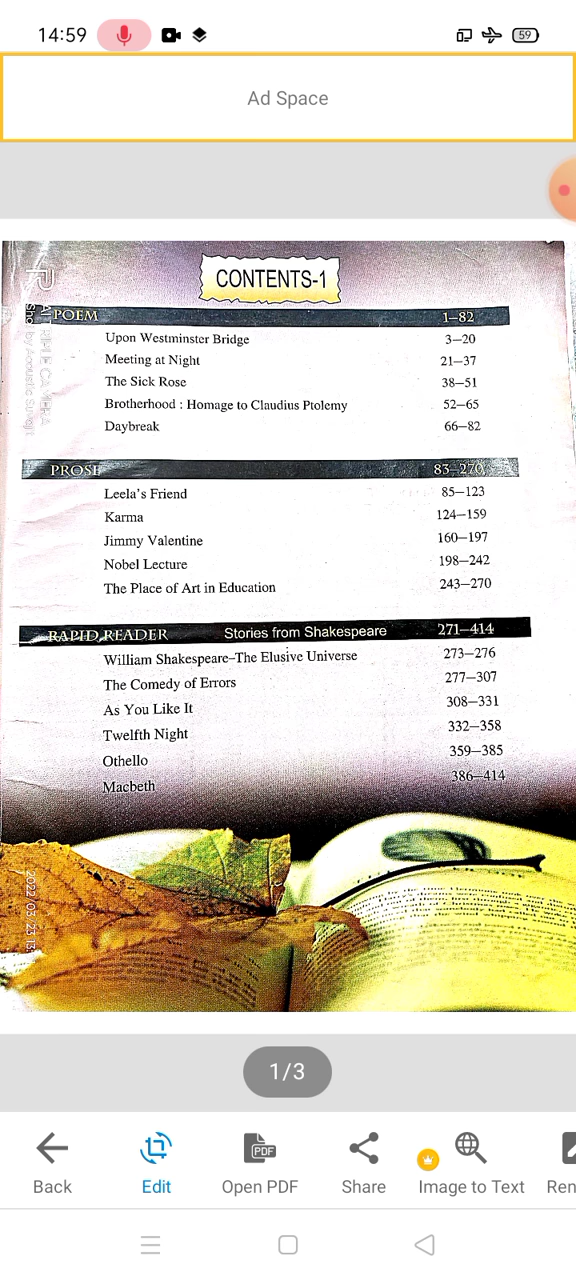 14:59
59
Ad Space
CONTENTS-1
POEM 1–82
Upon Westminster Bridge 3–20
Meeting at Night 21–37
The Sick Rose 38–51
Brotherhood : Homage to Claudius Ptolemy 52–65
Daybreak 66–82
PROSE 83–270
Leela's Friend 85–123
Karma 124–159
Jimmy Valentine 160–197
Nobel Lecture 198–242
The Place of Art in Education 243–270
RAPID READER Stories from Shakespeare 271–414
William Shakespeare–The Elusive Universe 273–276
The Comedy of Errors 277–307
As You Like It 308–331
Twelfth Night 332–358
Othello 359–385
Macbeth 386–414
1/3
PDF
Back Edit Open PDF Share Image to Text Ren